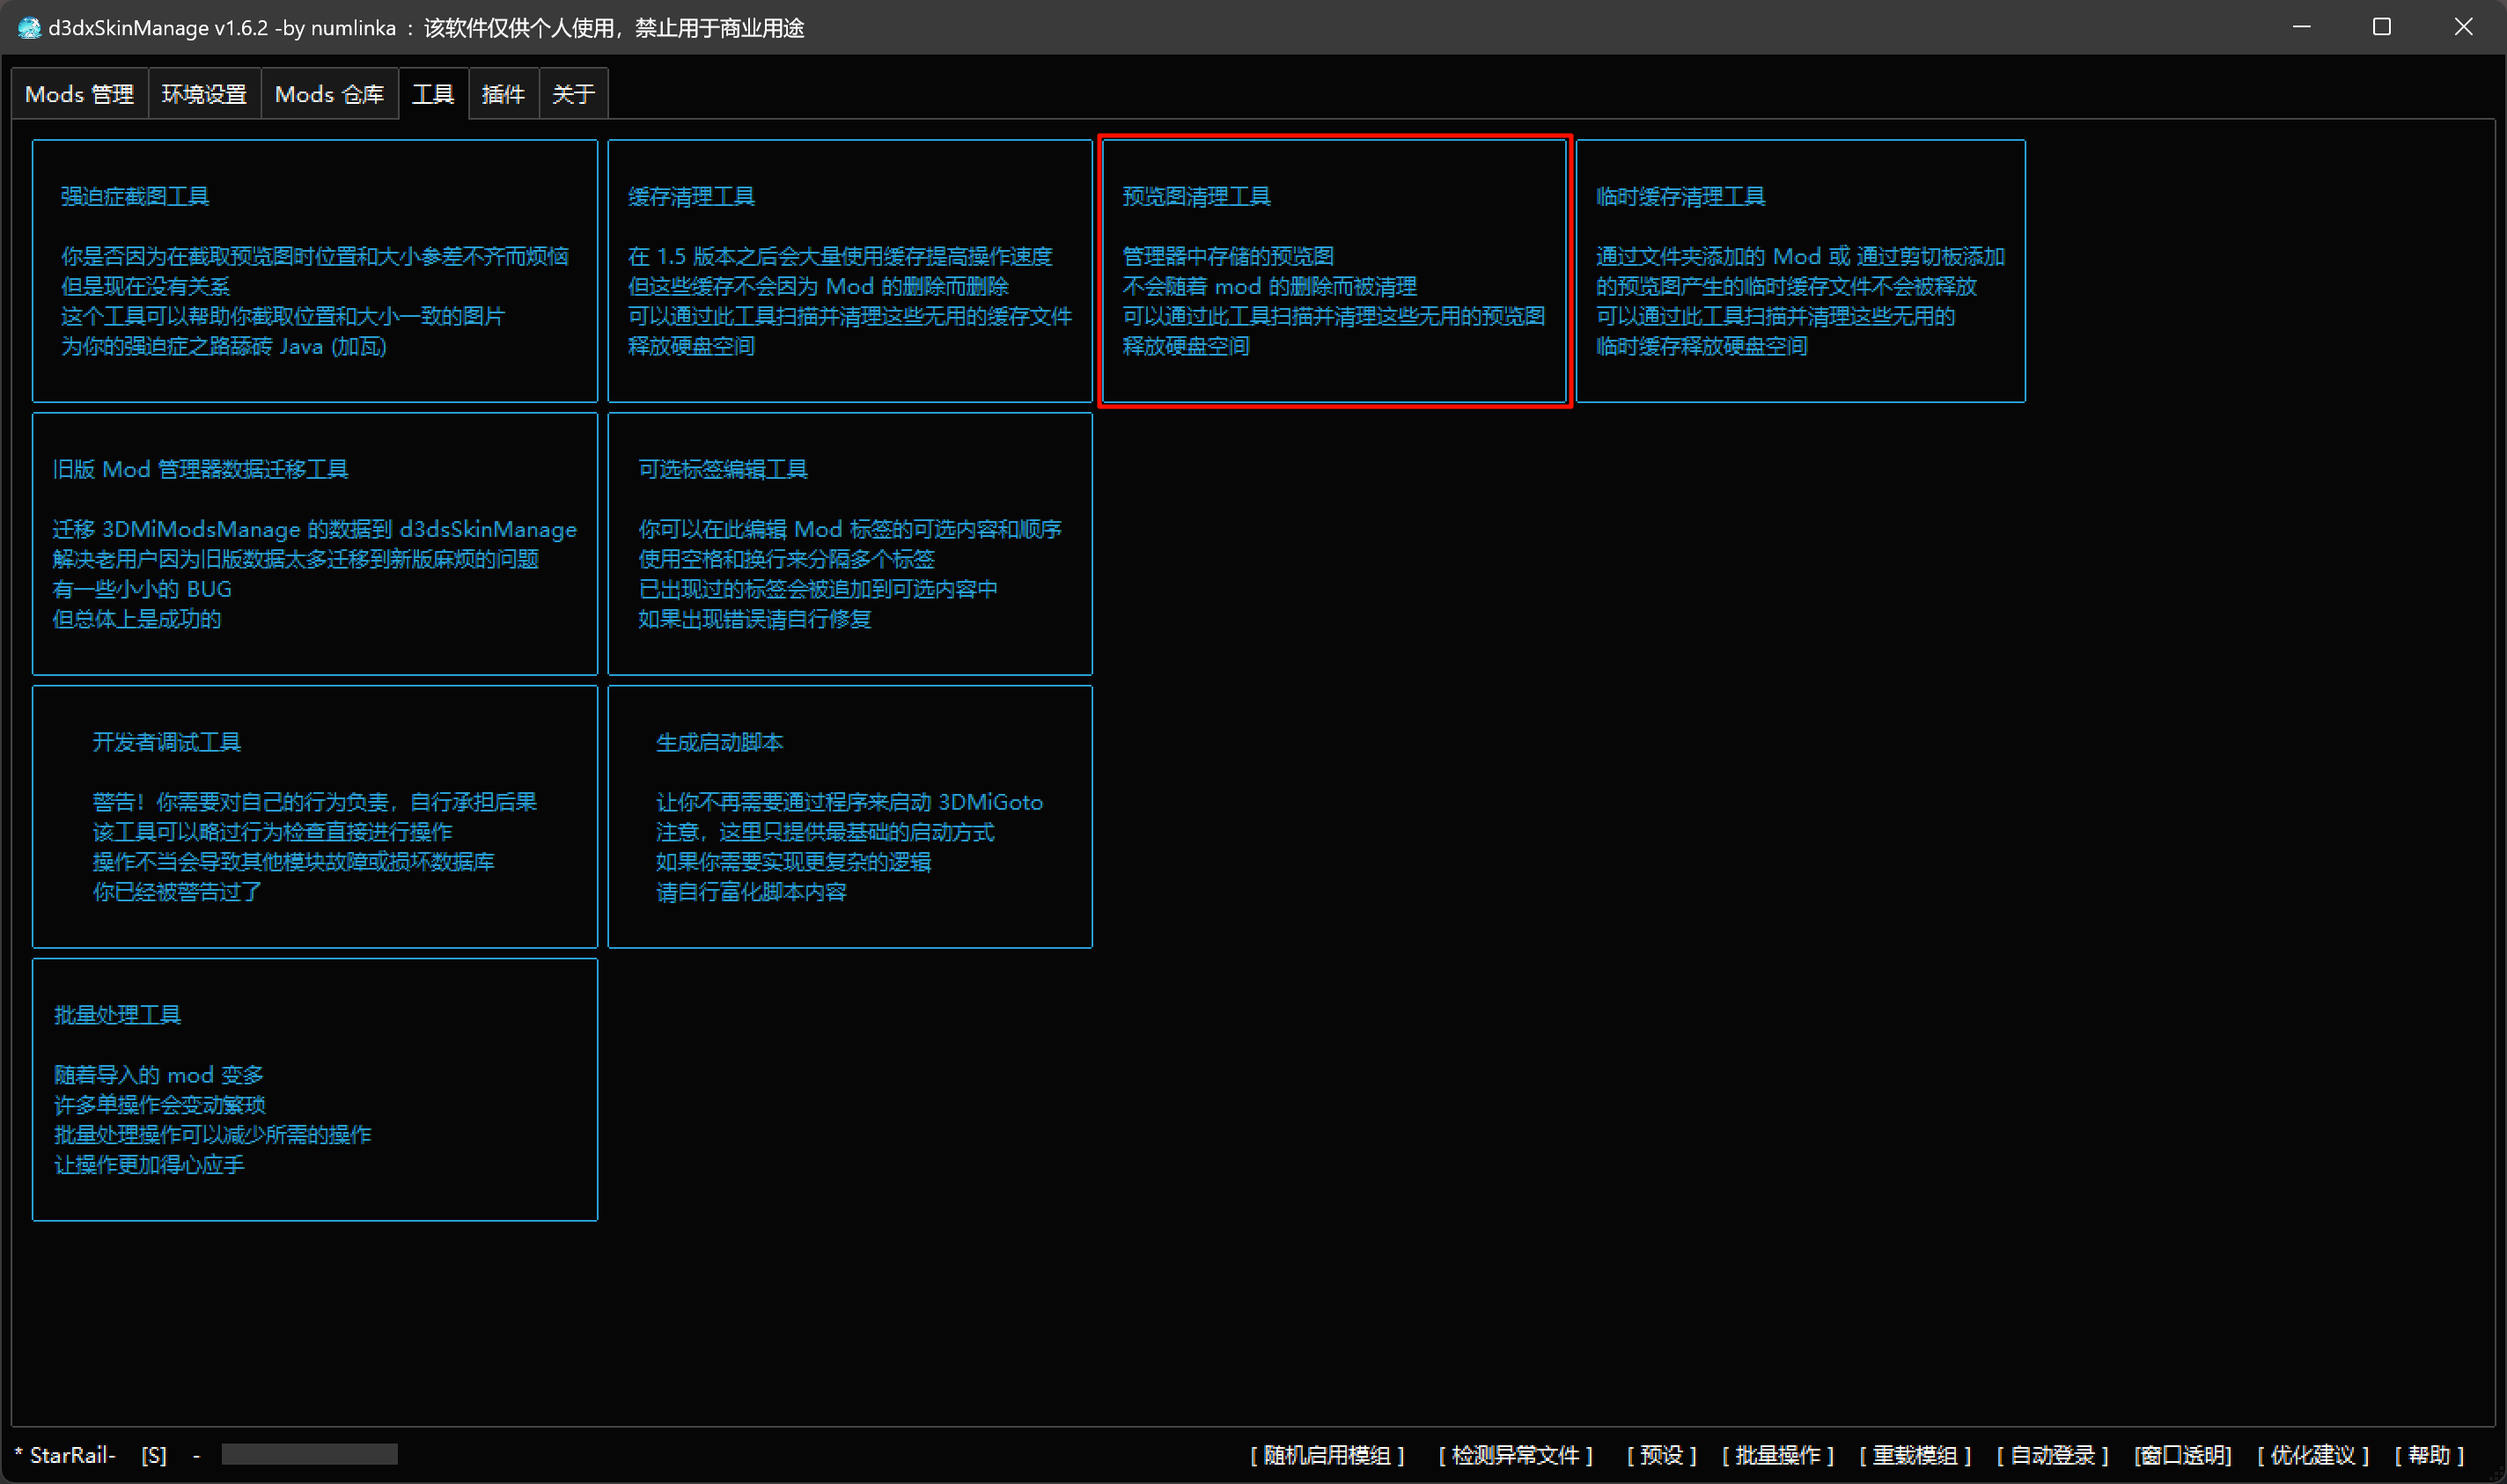 d3dxSkinManage v1.6.2 -by numlinka ：该软件仅供个人使用，禁止用于商业用途
Mods 管理
环境设置
Mods 仓库
工具
插件
关于
强迫症截图工具
你是否因为在截取预览图时位置和大小参差不齐而烦恼
但是现在没有关系
这个工具可以帮助你截取位置和大小一致的图片
为你的强迫症之路舔砖 Java (加瓦)
缓存清理工具
在 1.5 版本之后会大量使用缓存提高操作速度
但这些缓存不会因为 Mod 的删除而删除
可以通过此工具扫描并清理这些无用的缓存文件
释放硬盘空间
预览图清理工具
管理器中存储的预览图
不会随着 mod 的删除而被清理
可以通过此工具扫描并清理这些无用的预览图
释放硬盘空间
临时缓存清理工具
通过文件夹添加的 Mod 或 通过剪切板添加
的预览图产生的临时缓存文件不会被释放
可以通过此工具扫描并清理这些无用的
临时缓存释放硬盘空间
旧版 Mod 管理器数据迁移工具
迁移 3DMiModsManage 的数据到 d3dsSkinManage
解决老用户因为旧版数据太多迁移到新版麻烦的问题
有一些小小的 BUG
但总体上是成功的
可选标签编辑工具
你可以在此编辑 Mod 标签的可选内容和顺序
使用空格和换行来分隔多个标签
已出现过的标签会被追加到可选内容中
如果出现错误请自行修复
开发者调试工具
警告！你需要对自己的行为负责，自行承担后果
该工具可以略过行为检查直接进行操作
操作不当会导致其他模块故障或损坏数据库
你已经被警告过了
生成启动脚本
让你不再需要通过程序来启动 3DMiGoto
注意，这里只提供最基础的启动方式
如果你需要实现更复杂的逻辑
请自行富化脚本内容
批量处理工具
随着导入的 mod 变多
许多单操作会变动繁琐
批量处理操作可以减少所需的操作
让操作更加得心应手
* StarRail- [S] -
[ 随机启用模组 ]
[ 检测异常文件 ]
[ 预设 ]
[ 批量操作 ]
[ 重载模组 ]
[ 自动登录 ]
[窗口透明]
[ 优化建议 ]
[ 帮助 ]